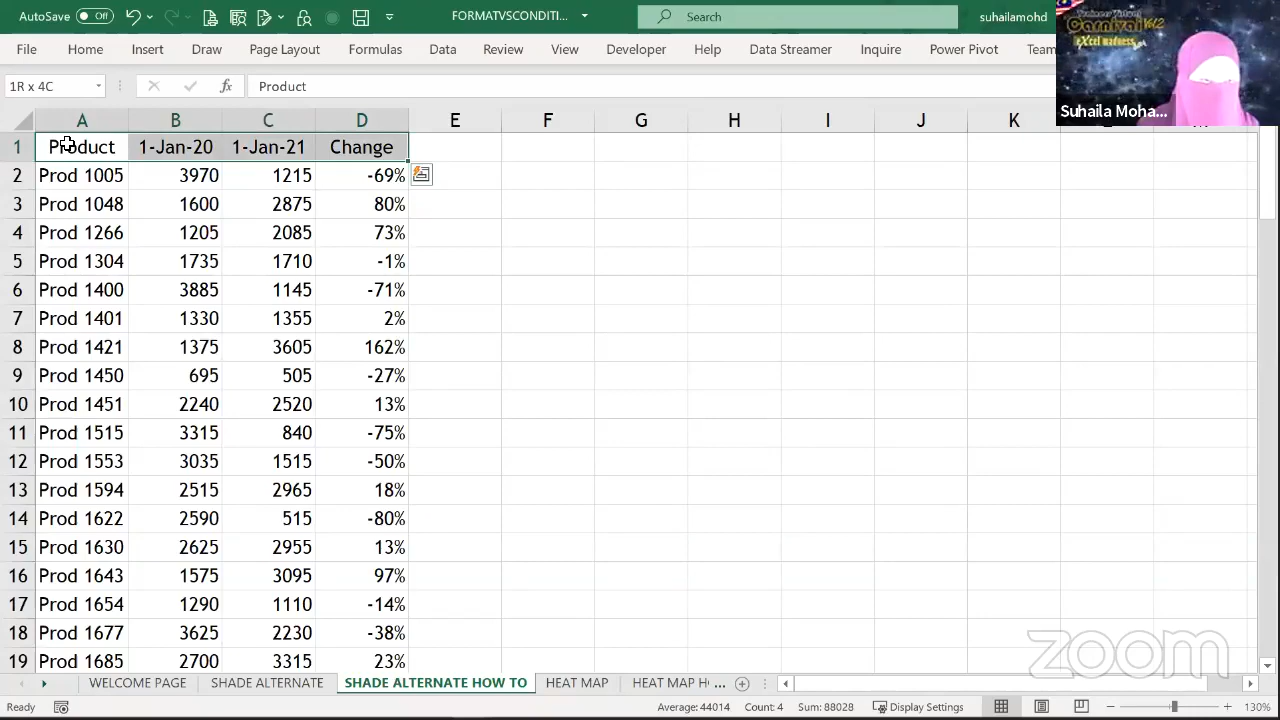 AutoSave Off FORMATVSCONDITI... Search suhailamohd
Trainer Virtual
Carnival Vol2
Excel madness
File Home Insert Draw Page Layout Formulas Data Review View Developer Help Data Streamer Inquire Power Pivot Team
1R x 4C fx Product
Suhaila Moha...
A B C D E F G H I J K
1 Product 1-Jan-20 1-Jan-21 Change
2 Prod 1005 3970 1215 -69%
3 Prod 1048 1600 2875 80%
4 Prod 1266 1205 2085 73%
5 Prod 1304 1735 1710 -1%
6 Prod 1400 3885 1145 -71%
7 Prod 1401 1330 1355 2%
8 Prod 1421 1375 3605 162%
9 Prod 1450 695 505 -27%
10 Prod 1451 2240 2520 13%
11 Prod 1515 3315 840 -75%
12 Prod 1553 3035 1515 -50%
13 Prod 1594 2515 2965 18%
14 Prod 1622 2590 515 -80%
15 Prod 1630 2625 2955 13%
16 Prod 1643 1575 3095 97%
17 Prod 1654 1290 1110 -14%
18 Prod 1677 3625 2230 -38%
19 Prod 1685 2700 3315 23%
zoom
WELCOME PAGE SHADE ALTERNATE SHADE ALTERNATE HOW TO HEAT MAP HEAT MAP H ...
Ready Average: 44014 Count: 4 Sum: 88028 Display Settings 130%